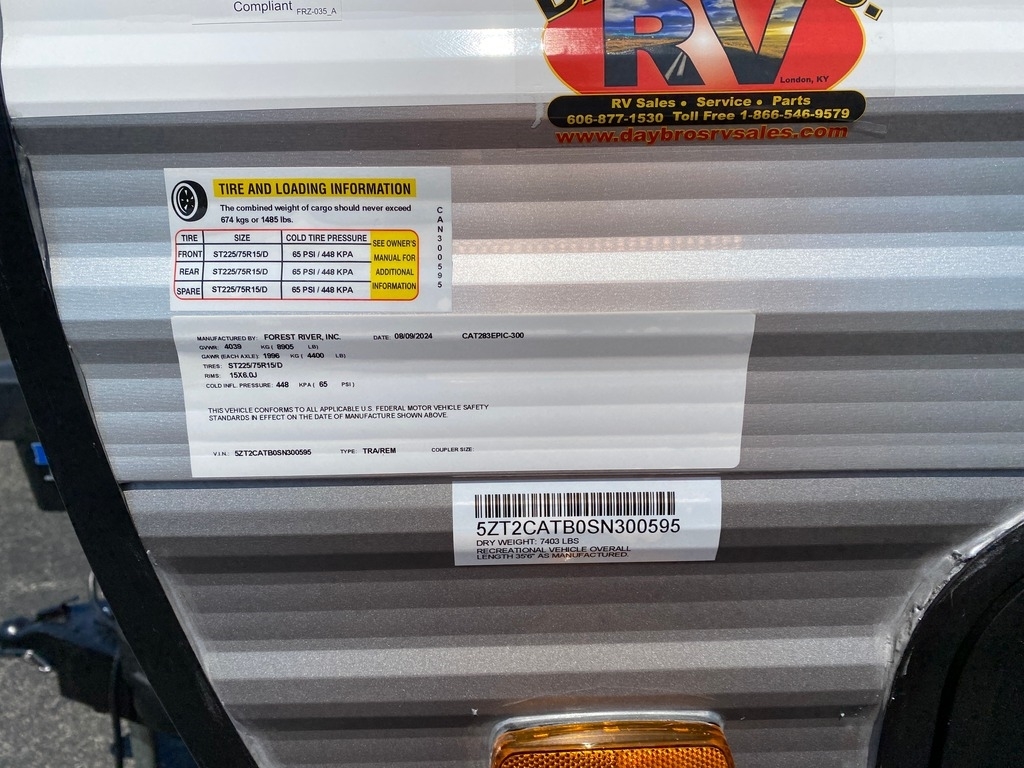 Compliant FRZ-035_A
RV
London, KY
RV Sales • Service • Parts
606-877-1530 Toll Free 1-866-546-9579
www.daybrosrvsales.com
TIRE AND LOADING INFORMATION
The combined weight of cargo should never exceed
674 kgs or 1485 lbs.
TIRE SIZE COLD TIRE PRESSURE SEE OWNER'S
FRONT ST225/75R15/D 65 PSI / 448 KPA MANUAL FOR
REAR ST225/75R15/D 65 PSI / 448 KPA ADDITIONAL
SPARE ST225/75R15/D 65 PSI / 448 KPA INFORMATION
CAN300595
MANUFACTURED BY: FOREST RIVER, INC. DATE: 08/09/2024 CAT283EPIC-300
GVWR: 4039 KG ( 8905 LB)
GAWR (EACH AXLE): 1996 KG ( 4400 LB)
TIRES: ST225/75R15/D
RIMS: 15X6.0J
COLD INFL. PRESSURE: 448 KPA ( 65 PSI )
THIS VEHICLE CONFORMS TO ALL APPLICABLE U.S. FEDERAL MOTOR VEHICLE SAFETY
STANDARDS IN EFFECT ON THE DATE OF MANUFACTURE SHOWN ABOVE.
V.I.N.: 5ZT2CATB0SN300595 TYPE: TRA/REM COUPLER SIZE:
5ZT2CATB0SN300595
DRY WEIGHT: 7403 LBS
RECREATIONAL VEHICLE OVERALL
LENGTH 35'6" AS MANUFACTURED.